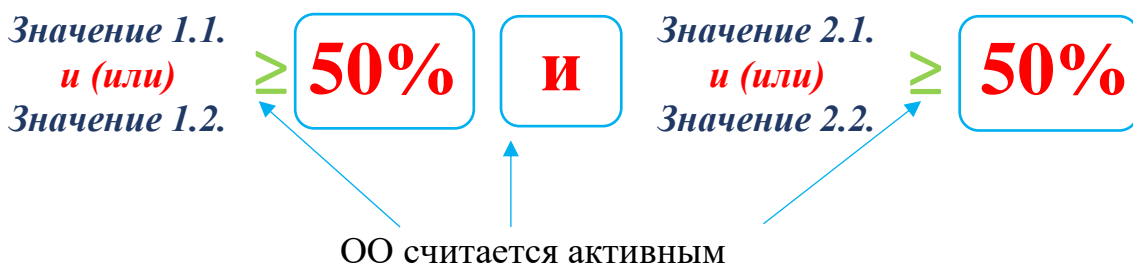 Значение 1.1. Значение 2.1.
и (или) ≥ 50% и и (или) ≥ 50%
Значение 1.2. Значение 2.2.
ОО считается активным